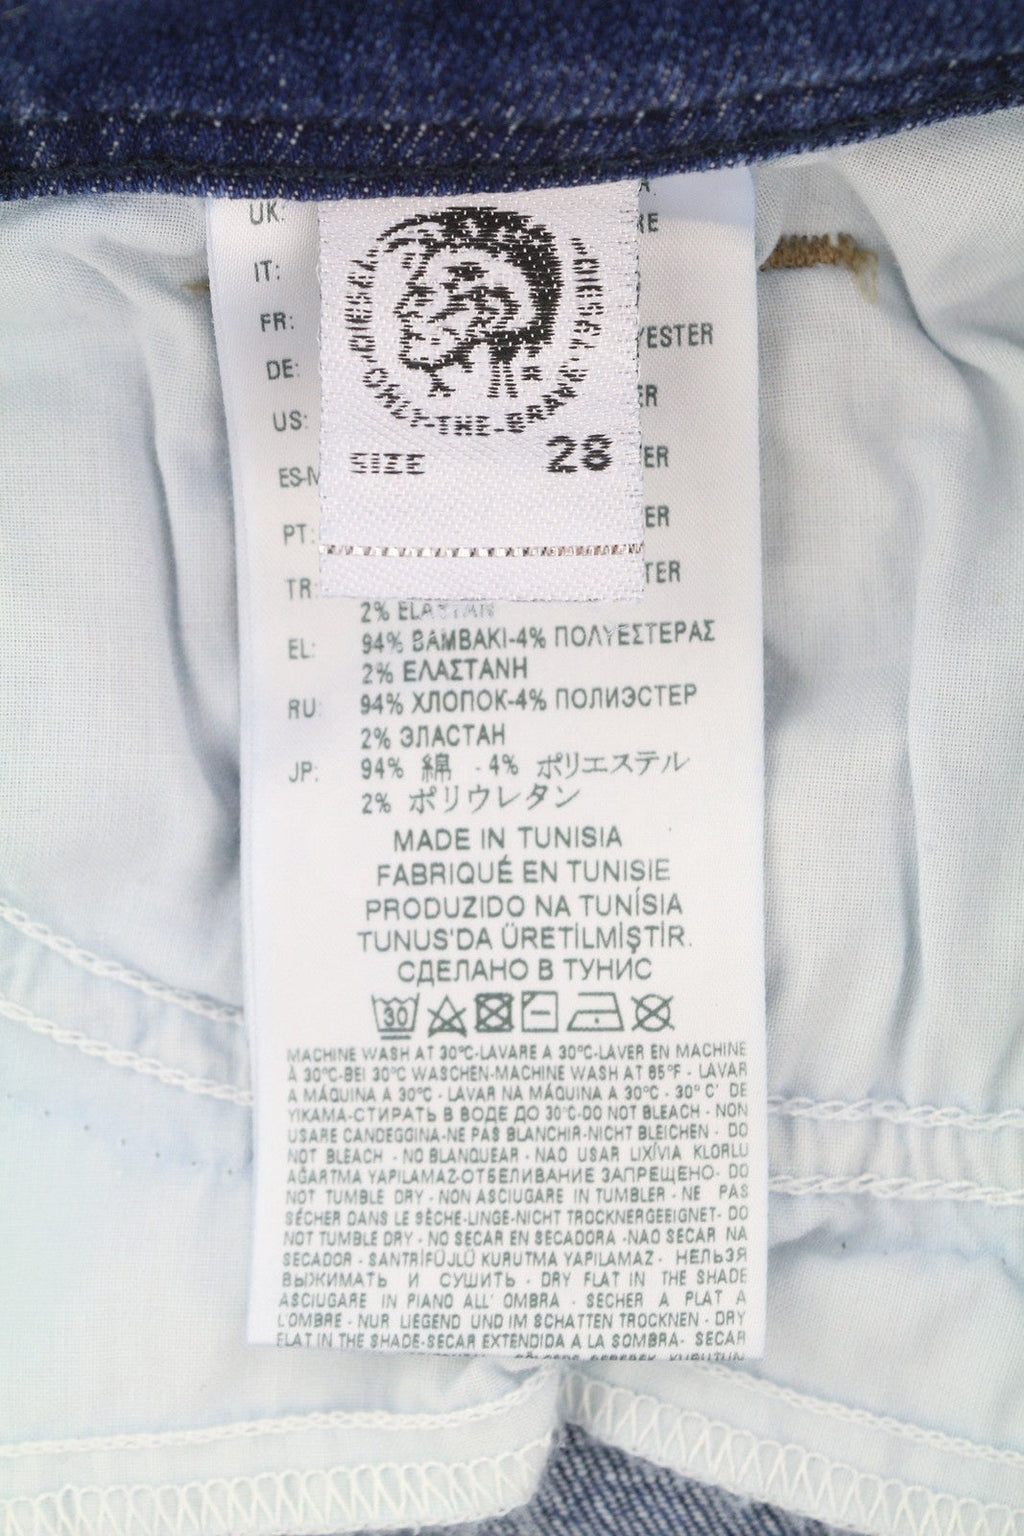 UK:
RE
IT:
FR:
YESTER
DE:
ER
US:
ER
ES-M
ER
PT:
TER
TR:
DIESEL
DIESEL
ONLY-THE-BRAVE
SIZE 28
2% ELASTAN
EL: 94% ΒΑΜΒΑΚΙ-4% ΠΟΛΥΕΣΤΕΡΑΣ
2% ΕΛΑΣΤΑΝΗ
RU: 94% ХЛОПОК-4% ПОЛИЭСТЕР
2% ЭЛАСТАН
JP: 94% 綿 - 4% ポリエステル
2% ポリウレタン
MADE IN TUNISIA
FABRIQUÉ EN TUNISIE
PRODUZIDO NA TUNÍSIA
TUNUS'DA ÜRETİLMİŞTİR.
СДЕЛАНО В ТУНИС
30
MACHINE WASH AT 30°C-LAVARE A 30°C-LAVER EN MACHINE
A 30°C-BEI 30°C WASCHEN-MACHINE WASH AT 85°F - LAVAR
A MÁQUINA A 30°C - LAVAR NA MÁQUINA A 30°C - 30° C' DE
YIKAMA-СТИРАТЬ В ВОДЕ ДО 30°C-DO NOT BLEACH - NON
USARE CANDEGGINA-NE PAS BLANCHIR-NICHT BLEICHEN - DO
NOT BLEACH - NO BLANQUEAR - NAO USAR LIXÍVIA KLORLU
AĞARTMA YAPILAMAZ-ОТБЕЛИВАНИЕ ЗАПРЕЩЕНО- DO
NOT TUMBLE DRY - NON ASCIUGARE IN TUMBLER - NE PAS
SÉCHER DANS LE SÈCHE-LINGE-NICHT TROCKNERGEEIGNET- DO
NOT TUMBLE DRY - NO SECAR EN SECADORA -NAO SECAR NA
SECADOR - SANTRİFÜJLÜ KURUTMA YAPILAMAZ - НЕЛЬЗЯ
ВЫЖИМАТЬ И СУШИТЬ - DRY FLAT IN THE SHADE
ASCIUGARE IN PIANO ALL' OMBRA - SECHER A PLAT A
L'OMBRE - NUR LIEGEND UND IM SCHATTEN TROCKNEN - DRY
FLAT IN THE SHADE-SECAR EXTENDIDA A LA SOMBRA- SECAR